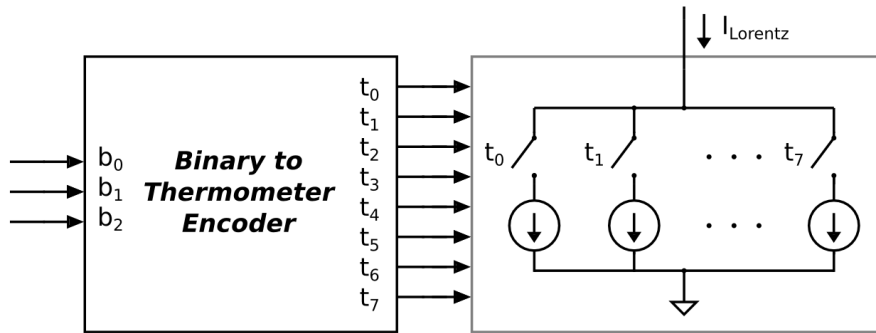 I_Lorentz
b₀
b₁
b₂
Binary to
Thermometer
Encoder
t₀
t₁
t₂
t₃
t₄
t₅
t₆
t₇
t₀ t₁ . . . t₇
. . .